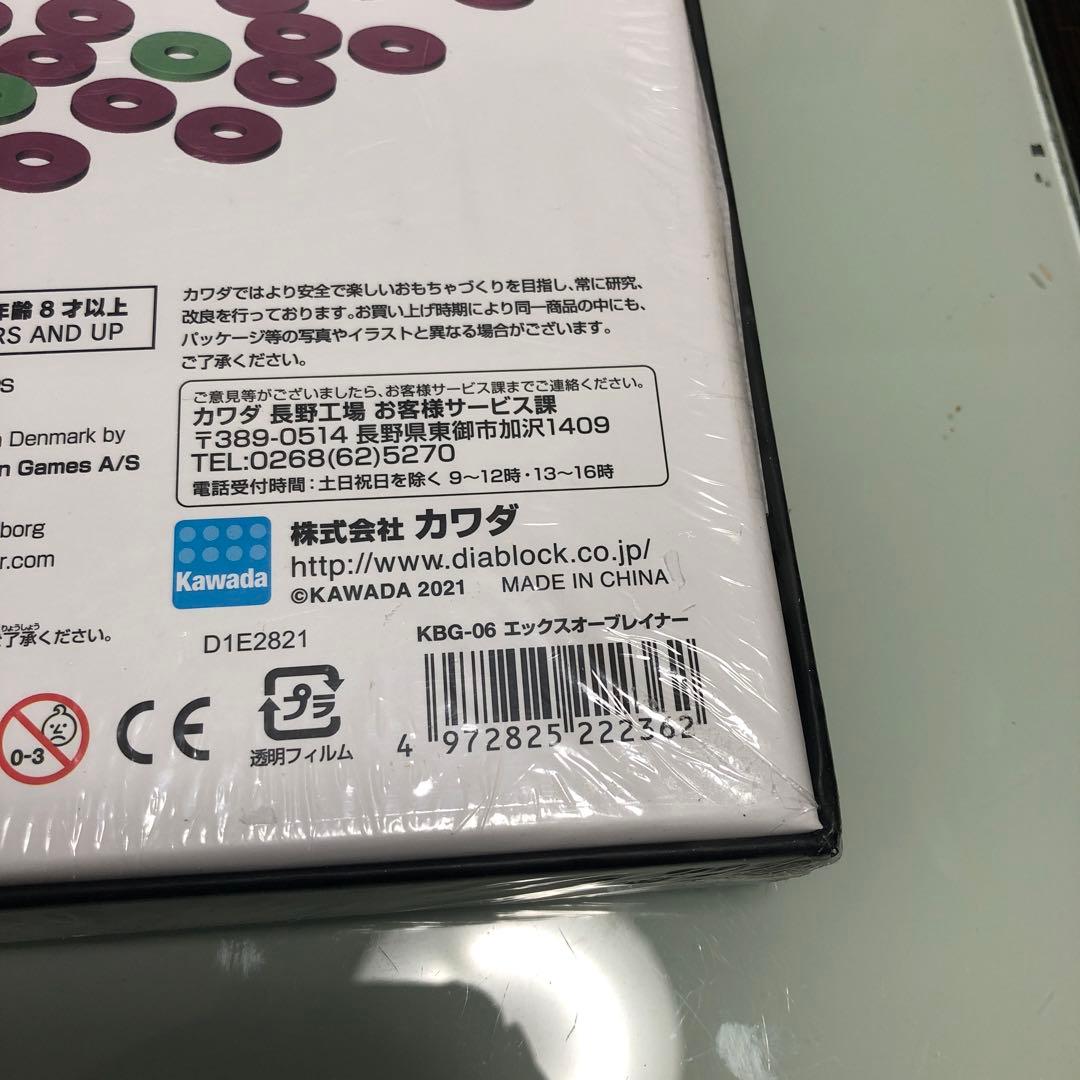 年齢 8 才以上
RS AND UP
カワダではより安全で楽しいおもちゃづくりを目指し、常に研究、
改良を行っております。お買い上げ時期により同一商品の中にも、
パッケージ等の写真やイラストと異なる場合がございます。
ご了承ください。
ご意見等がございましたら、お客様サービス課までご連絡ください。
カワダ 長野工場 お客様サービス課
〒389-0514 長野県東御市加沢1409
TEL:0268(62)5270
電話受付時間：土日祝日を除く 9〜12時・13〜16時
Denmark by
n Games A/S
borg
r.com
了承ください。
りょうしょう
Kawada
株式会社 カワダ
http://www.diablock.co.jp/
©KAWADA 2021 MADE IN CHINA
D1E2821
KBG-06 エックスオーブレイナー
0-3
CE
プラ
透明フィルム
4 972825 222362